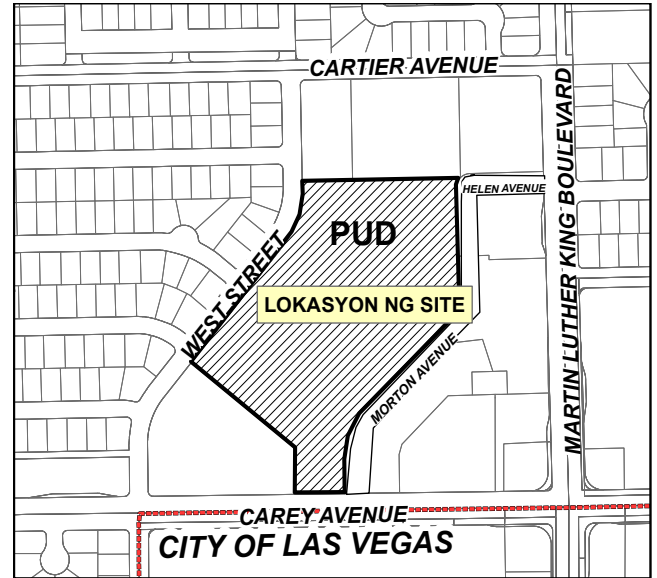 CARTIER AVENUE
MARTIN LUTHER KING BOULEVARD
HELEN AVENUE
PUD
WEST STREET
LOKASYON NG SITE
MORTON AVENUE
CAREY AVENUE
CITY OF LAS VEGAS